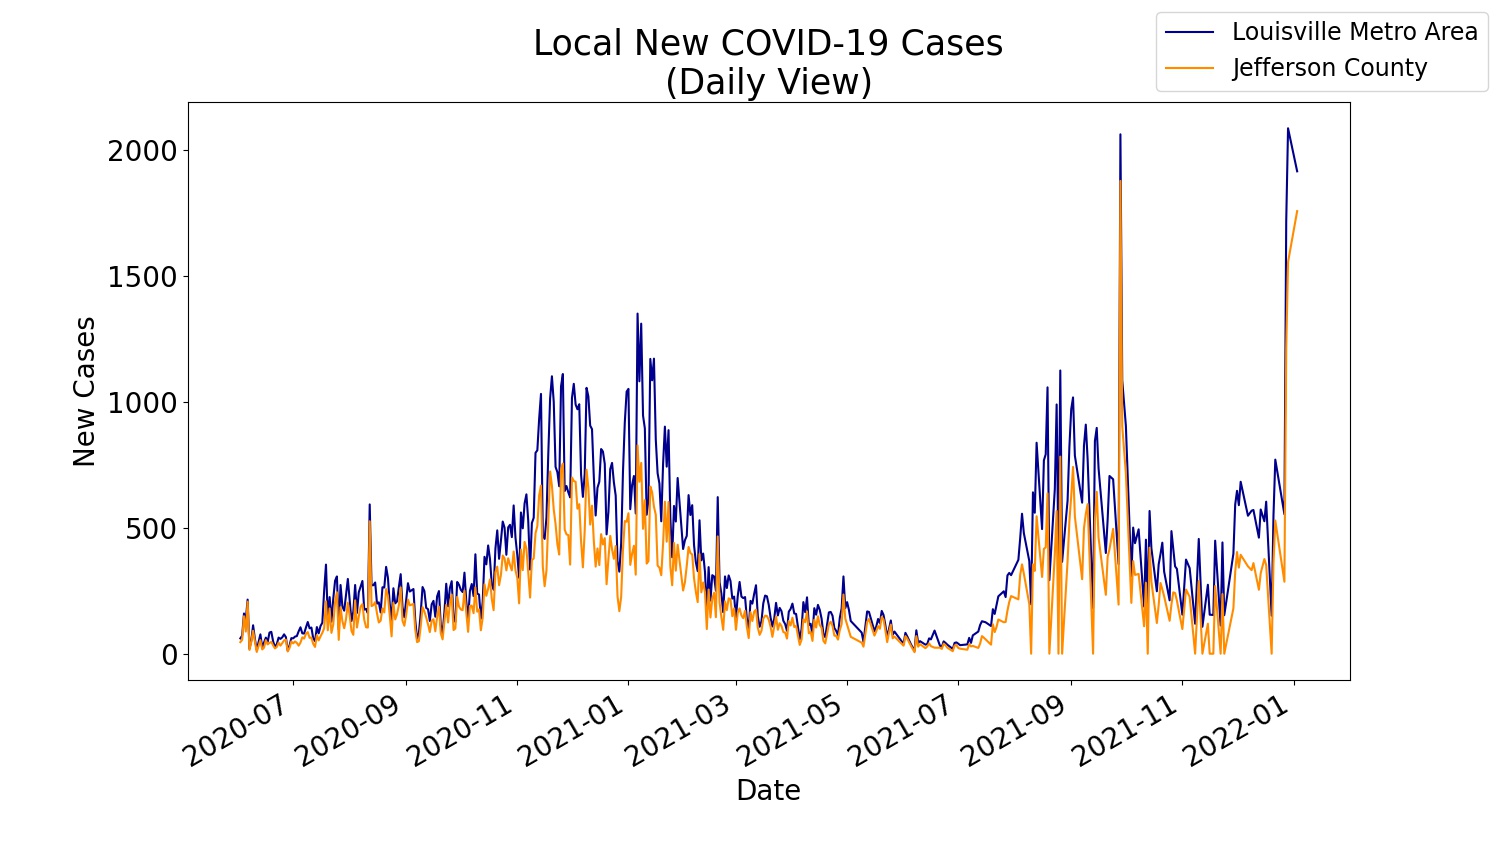 Local New COVID-19 Cases
(Daily View)
Louisville Metro Area
Jefferson County
New Cases
2000
1500
1000
500
0
2020-07
2020-09
2020-11
2021-01
2021-03
2021-05
2021-07
2021-09
2021-11
2022-01
Date